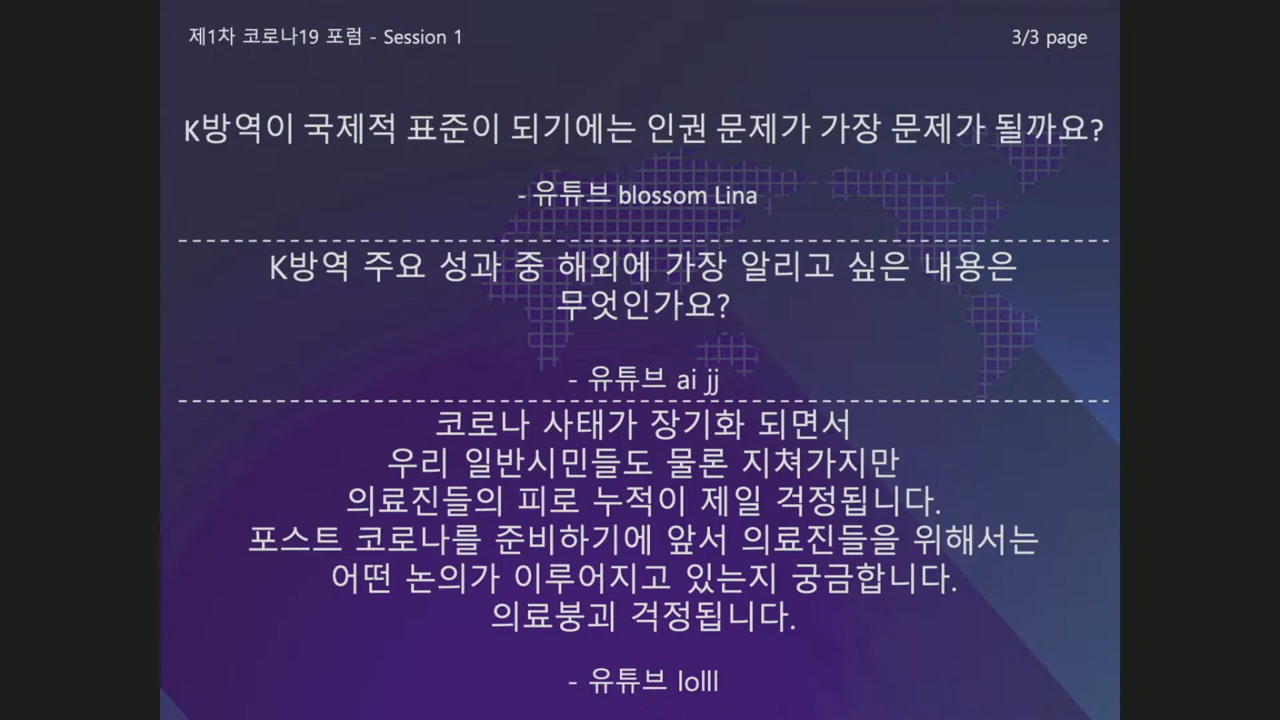 제1차 코로나19 포럼 - Session 1
3/3 page
K방역이 국제적 표준이 되기에는 인권 문제가 가장 문제가 될까요?
- 유튜브 blossom Lina
K방역 주요 성과 중 해외에 가장 알리고 싶은 내용은
무엇인가요?
- 유튜브 ai jj
코로나 사태가 장기화 되면서
우리 일반시민들도 물론 지쳐가지만
의료진들의 피로 누적이 제일 걱정됩니다.
포스트 코로나를 준비하기에 앞서 의료진들을 위해서는
어떤 논의가 이루어지고 있는지 궁금합니다.
의료붕괴 걱정됩니다.
- 유튜브 lolll